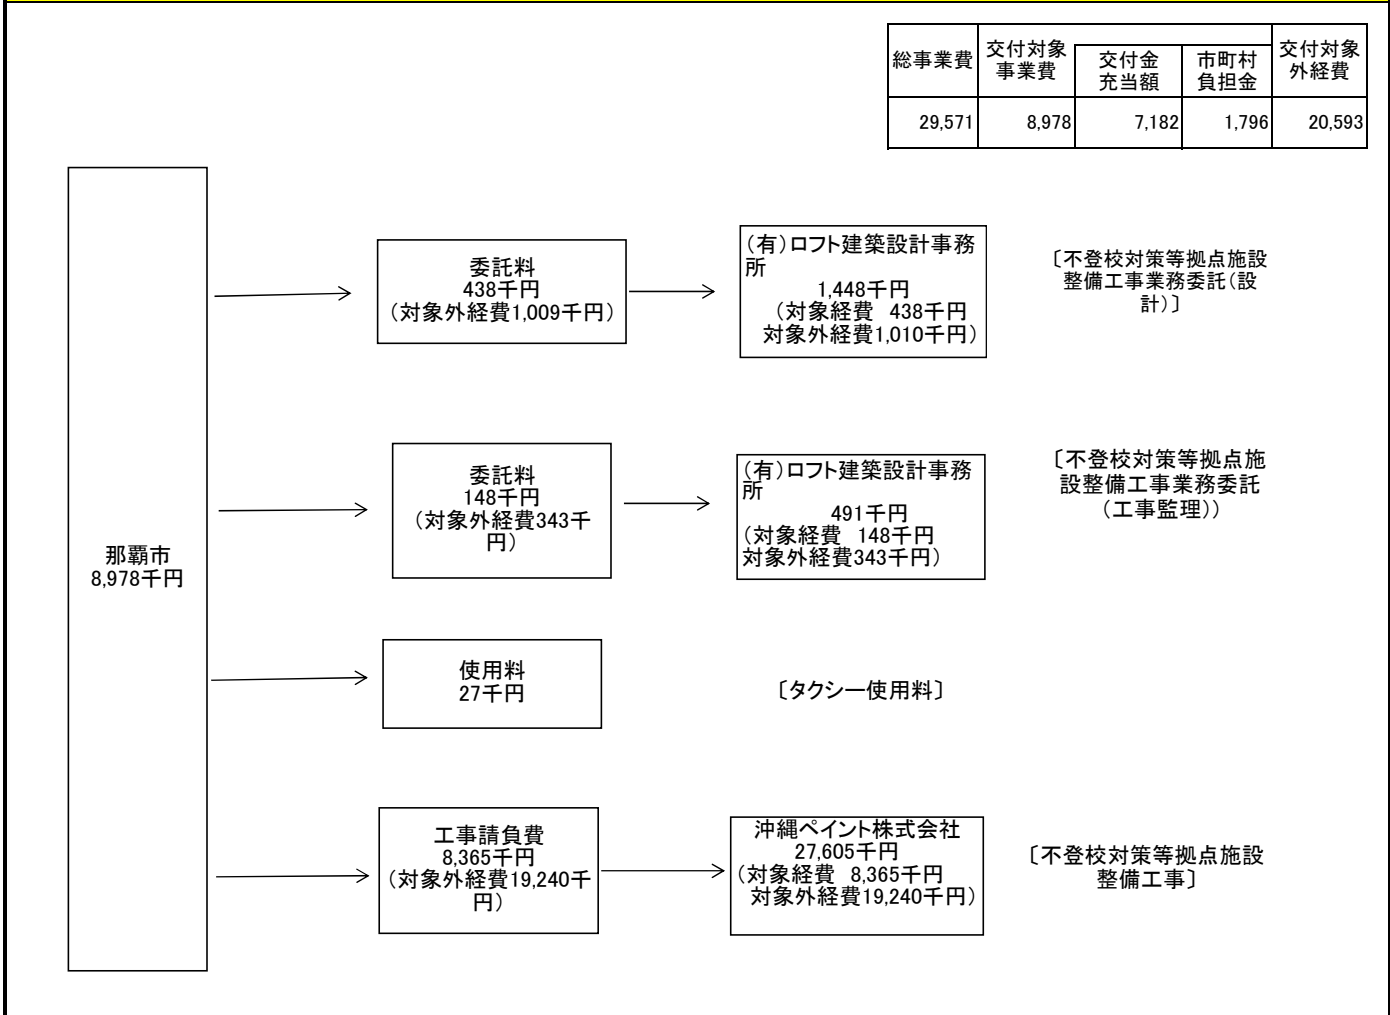 総事業費
交付対象
事業費
交付金
充当額
市町村
負担金
交付対象
外経費
29,571
8,978
7,182
1,796
20,593
那覇市
8,978千円
委託料
438千円
(対象外経費1,009千円)
(有)ロフト建築設計事務
所
1,448千円
(対象経費 438千円
対象外経費1,010千円)
〔不登校対策等拠点施設
整備工事業務委託(設
計)〕
委託料
148千円
(対象外経費343千
円)
(有)ロフト建築設計事務
所
491千円
(対象経費 148千円
対象外経費343千円)
〔不登校対策等拠点施
設整備工事業務委託
(工事監理))
使用料
27千円
〔タクシー使用料〕
工事請負費
8,365千円
(対象外経費19,240千
円)
沖縄ペイント株式会社
27,605千円
(対象経費 8,365千円
対象外経費19,240千円)
〔不登校対策等拠点施設
整備工事〕